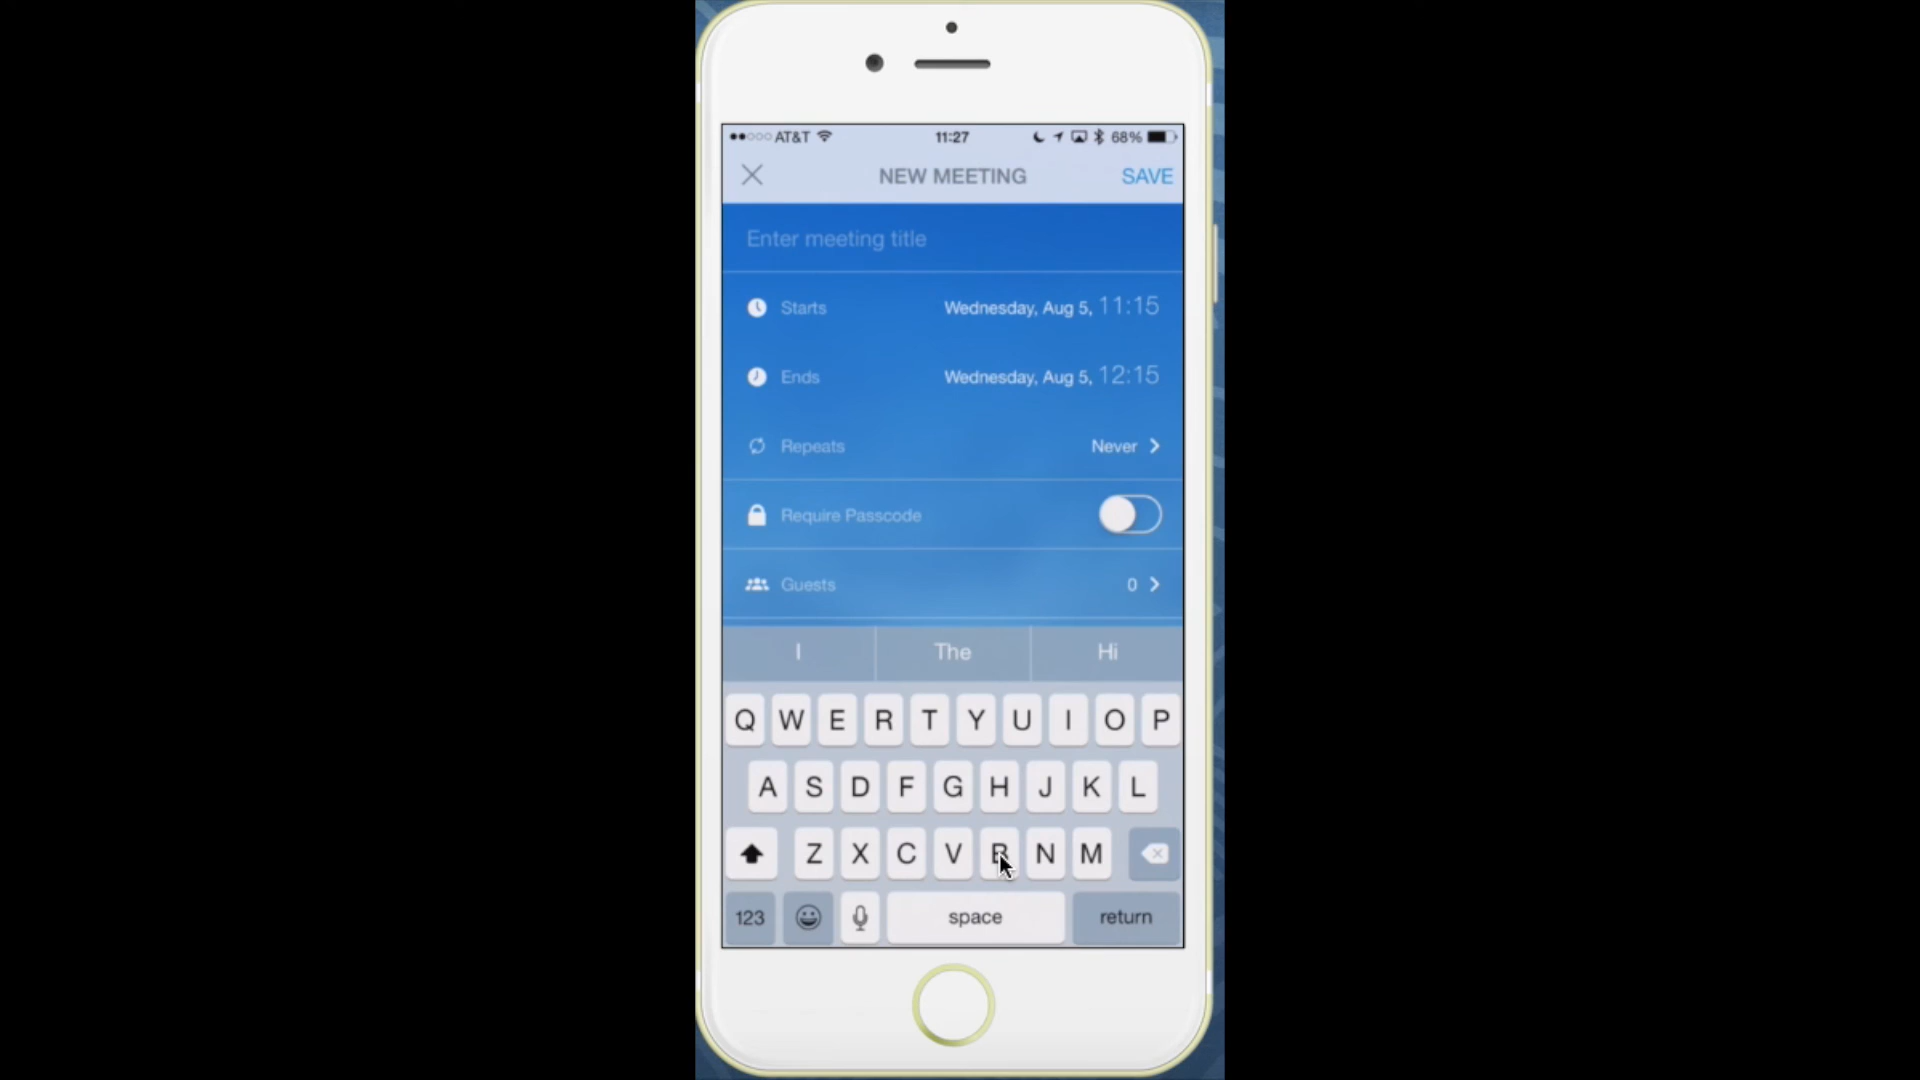 AT&T 11:27 68%
NEW MEETING SAVE
Enter meeting title
Starts Wednesday, Aug 5, 11:15
Ends Wednesday, Aug 5, 12:15
Repeats Never
Require Passcode
Guests 0
I The Hi
Q W E R T Y U I O P
A S D F G H J K L
Z X C V B N M
123 space return